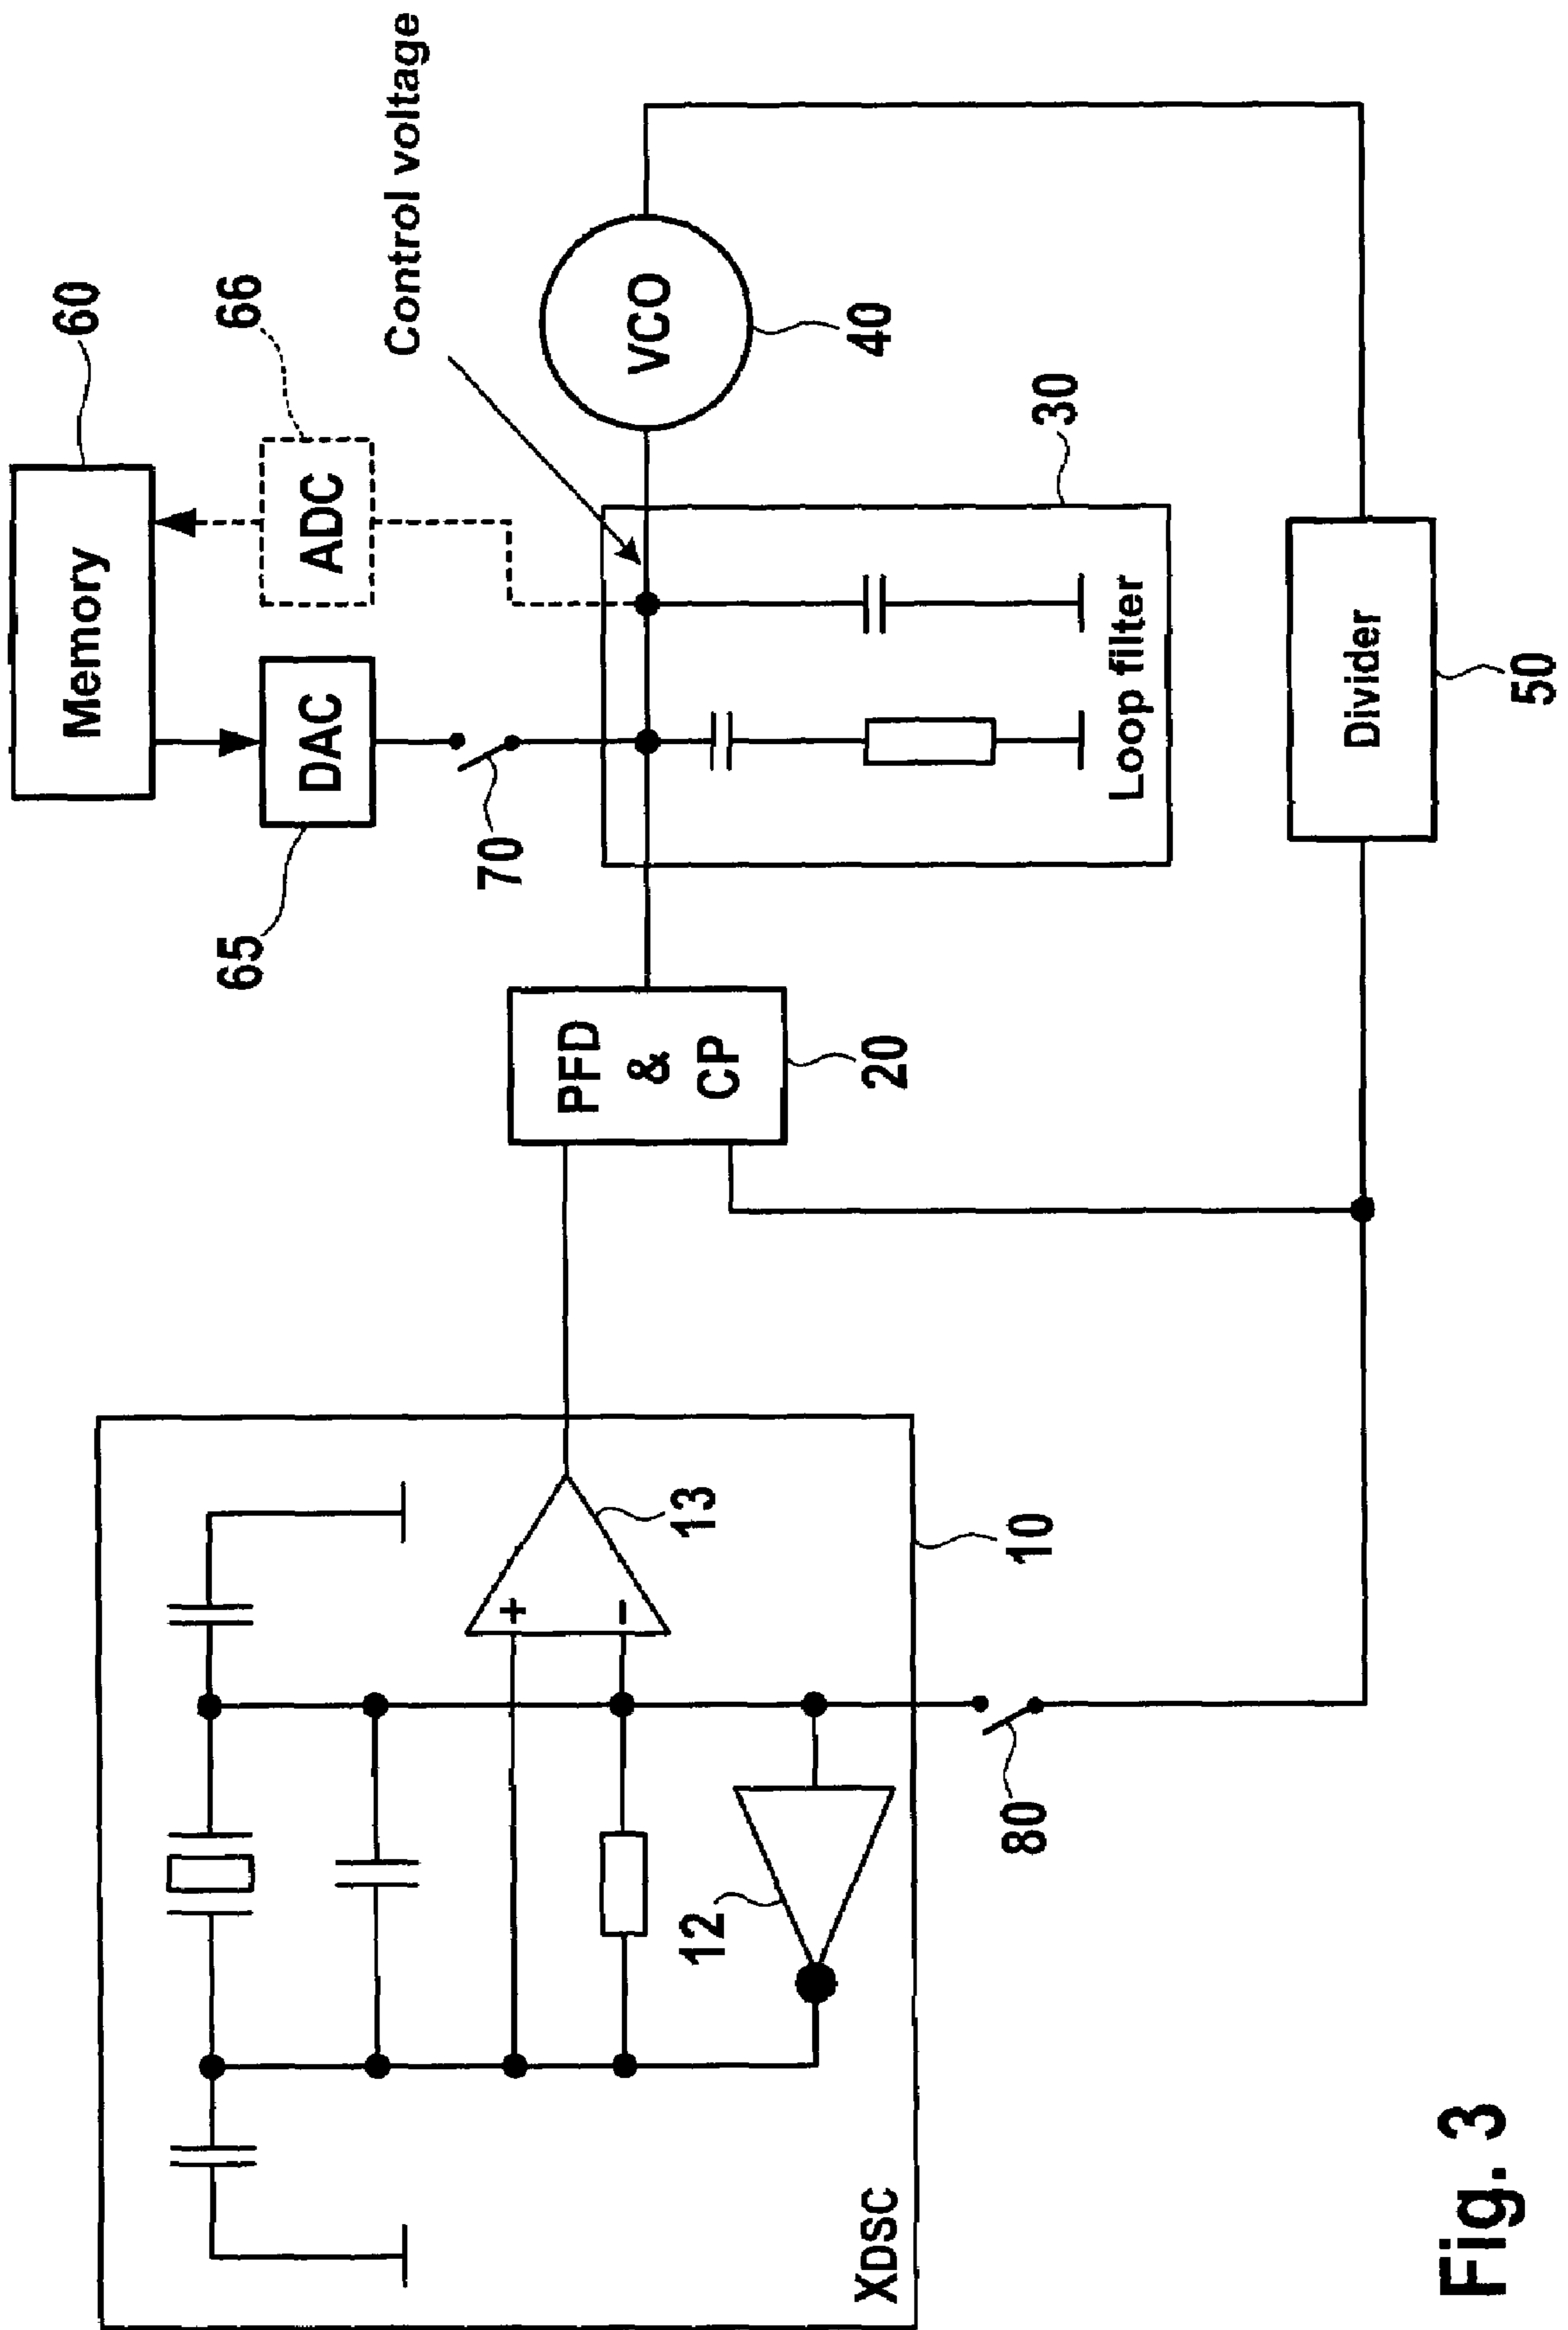 Memory
60
DAC
65
ADC
66
70
Control voltage
VCO
40
Loop filter
30
PFD
&
CP
20
+
−
13
12
XDSC
10
80
Divider
50
Fig. 3